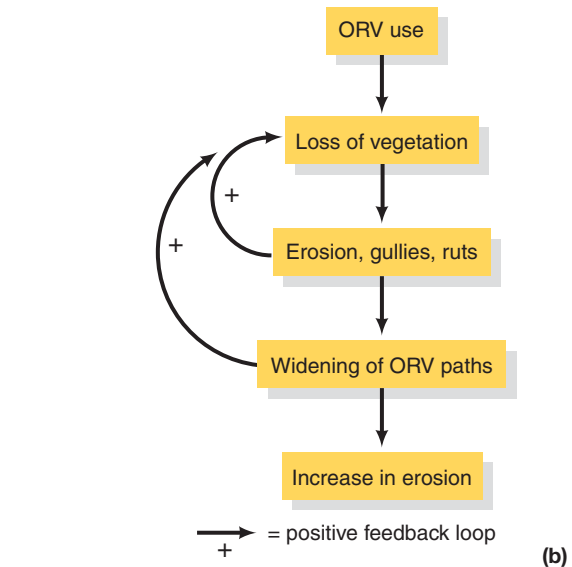 ORV use
Loss of vegetation
+
Erosion, gullies, ruts
+
Widening of ORV paths
Increase in erosion
= positive feedback loop
+
(b)